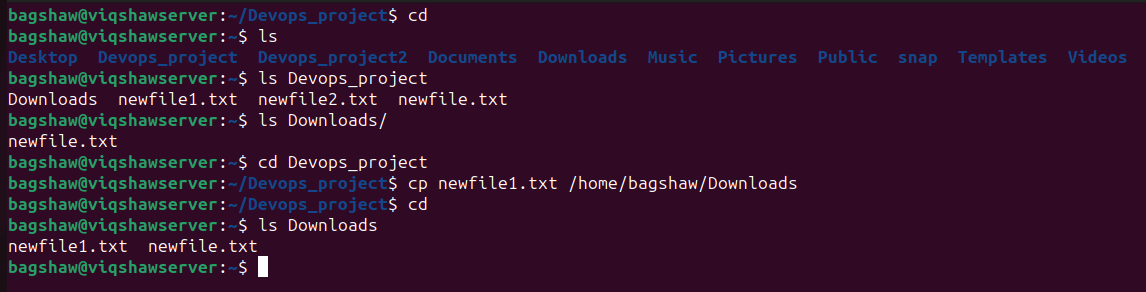 bagshaw@viqshawserver:~/Devops_project$ cd
bagshaw@viqshawserver:~$ ls
Desktop  Devops_project  Devops_project2  Documents  Downloads  Music  Pictures  Public  snap  Templates  Videos
bagshaw@viqshawserver:~$ ls Devops_project
Downloads  newfile1.txt  newfile2.txt  newfile.txt
bagshaw@viqshawserver:~$ ls Downloads/
newfile.txt
bagshaw@viqshawserver:~$ cd Devops_project
bagshaw@viqshawserver:~/Devops_project$ cp newfile1.txt /home/bagshaw/Downloads
bagshaw@viqshawserver:~/Devops_project$ cd
bagshaw@viqshawserver:~$ ls Downloads
newfile1.txt  newfile.txt
bagshaw@viqshawserver:~$